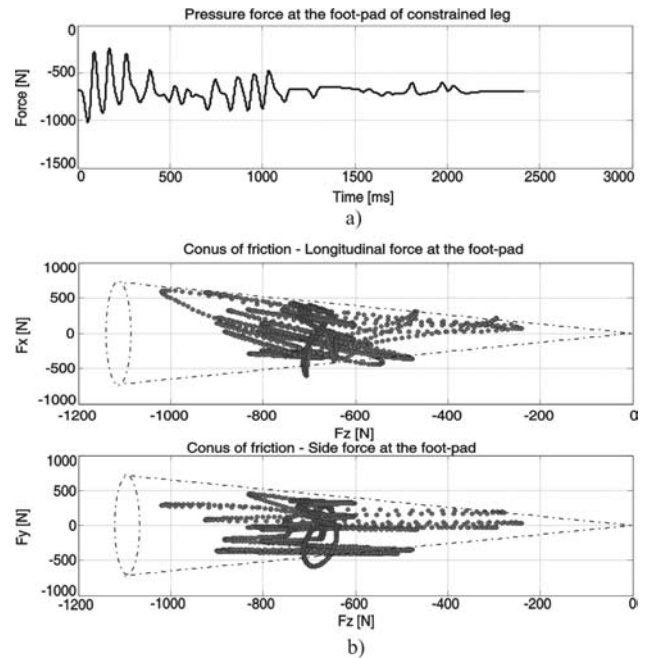 Pressure force at the foot-pad of constrained leg
0
-500
-1000
-1500
Force [N]
0 500 1000 1500 2000 2500 3000
Time [ms]
a)
Conus of friction - Longitudinal force at the foot-pad
1000
500
0
-500
-1000
Fx [N]
-1200 -1000 -800 -600 -400 -200 0
Fz [N]
Conus of friction - Side force at the foot-pad
1000
500
0
-500
-1000
Fy [N]
-1200 -1000 -800 -600 -400 -200 0
Fz [N]
b)